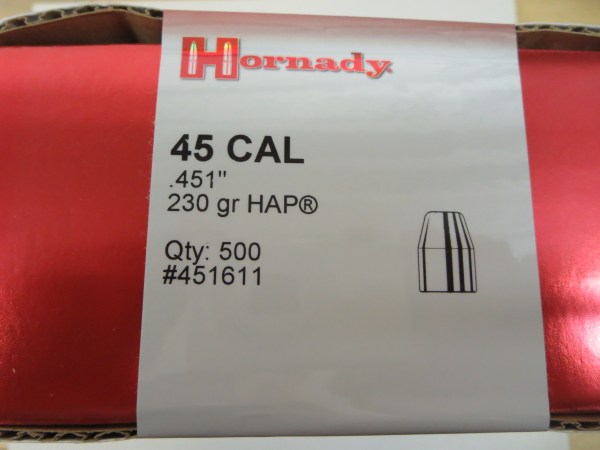 Hornady
45 CAL
.451"
230 gr HAP®
Qty: 500
#451611